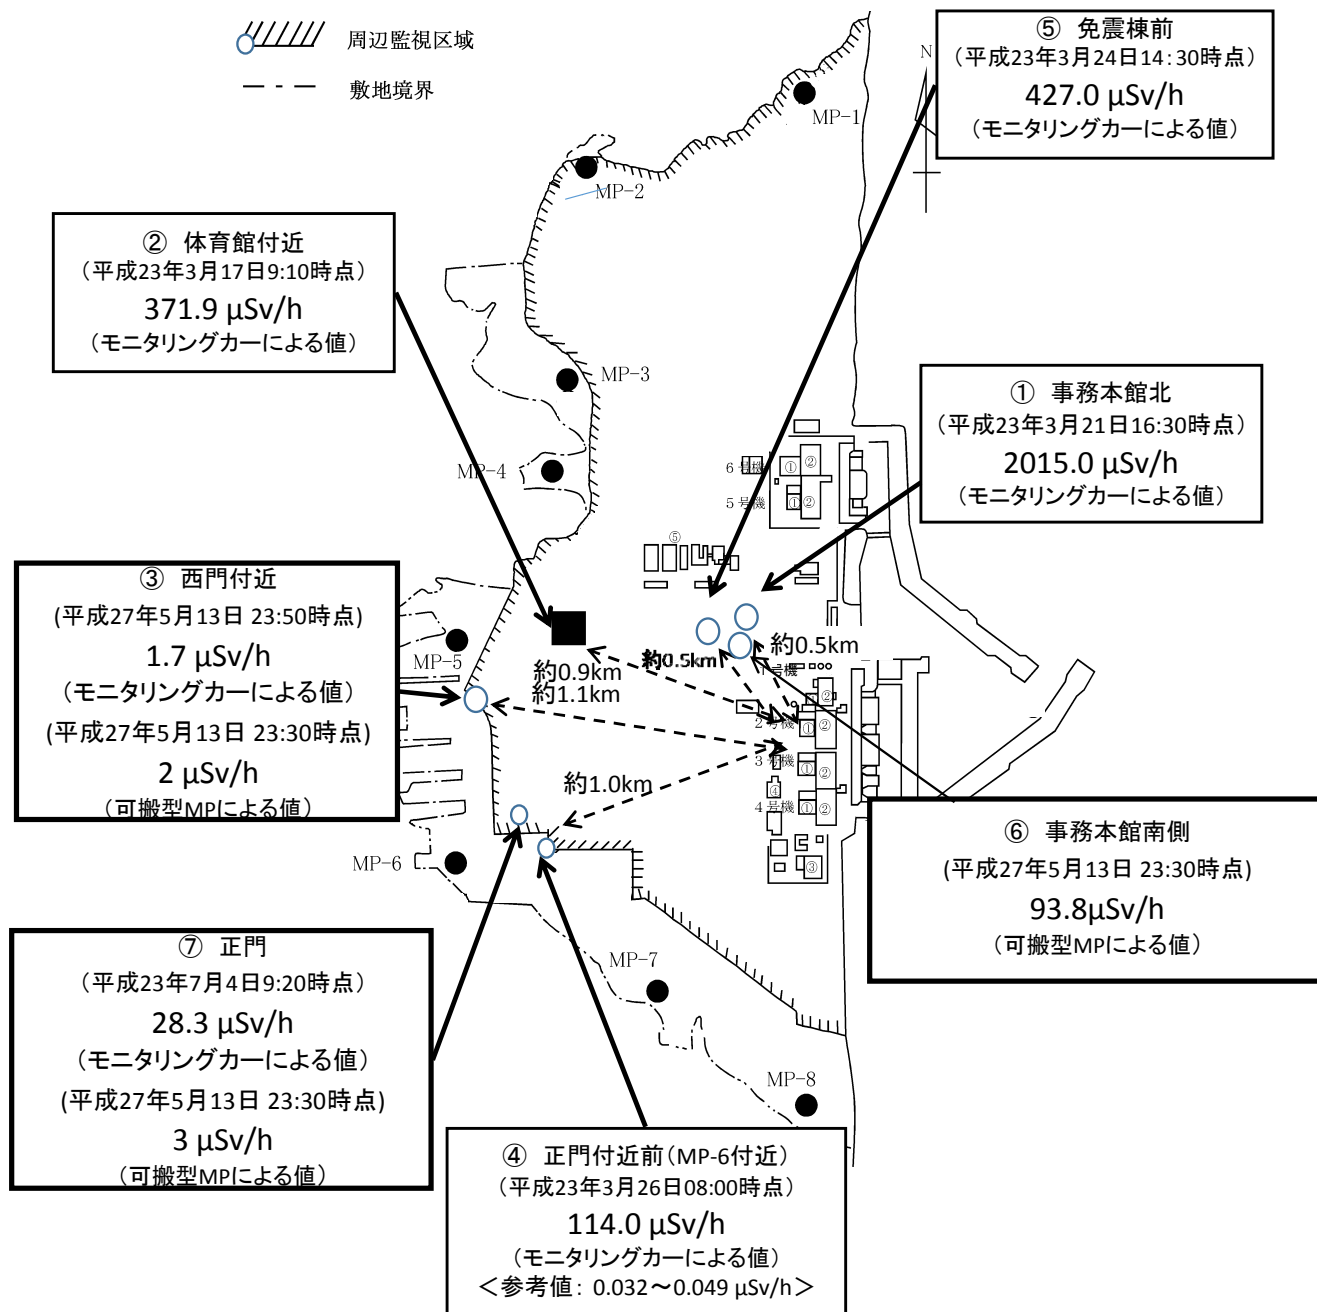 周辺監視区域
敷地境界
⑤ 免震棟前
（平成23年3月24日14：30時点）
427.0 μSv/h
（モニタリングカーによる値）
N
MP-1
MP-2
② 体育館付近
（平成23年3月17日9:10時点）
371.9 μSv/h
（モニタリングカーによる値）
MP-3
① 事務本館北
（平成23年3月21日16:30時点）
2015.0 μSv/h
（モニタリングカーによる値）
MP-4
6号機
① ②
5号機
① ②
⑤
③ 西門付近
(平成27年5月13日 23:50時点)
1.7 μSv/h
（モニタリングカーによる値）
(平成27年5月13日 23:30時点)
2 μSv/h
（可搬型MPによる値）
MP-5
約0.9km
約1.1km
約0.5km
約0.5km
1号機
②
2号機
① ②
3号機
① ②
④
4号機
① ②
③
約1.0km
MP-6
⑥ 事務本館南側
(平成27年5月13日 23:30時点)
93.8μSv/h
（可搬型MPによる値）
⑦ 正門
（平成23年7月4日9:20時点）
28.3 μSv/h
（モニタリングカーによる値）
(平成27年5月13日 23:30時点)
3 μSv/h
（可搬型MPによる値）
MP-7
MP-8
④ 正門付近前（MP-6付近）
（平成23年3月26日08:00時点）
114.0 μSv/h
（モニタリングカーによる値）
＜参考値： 0.032～0.049 μSv/h＞